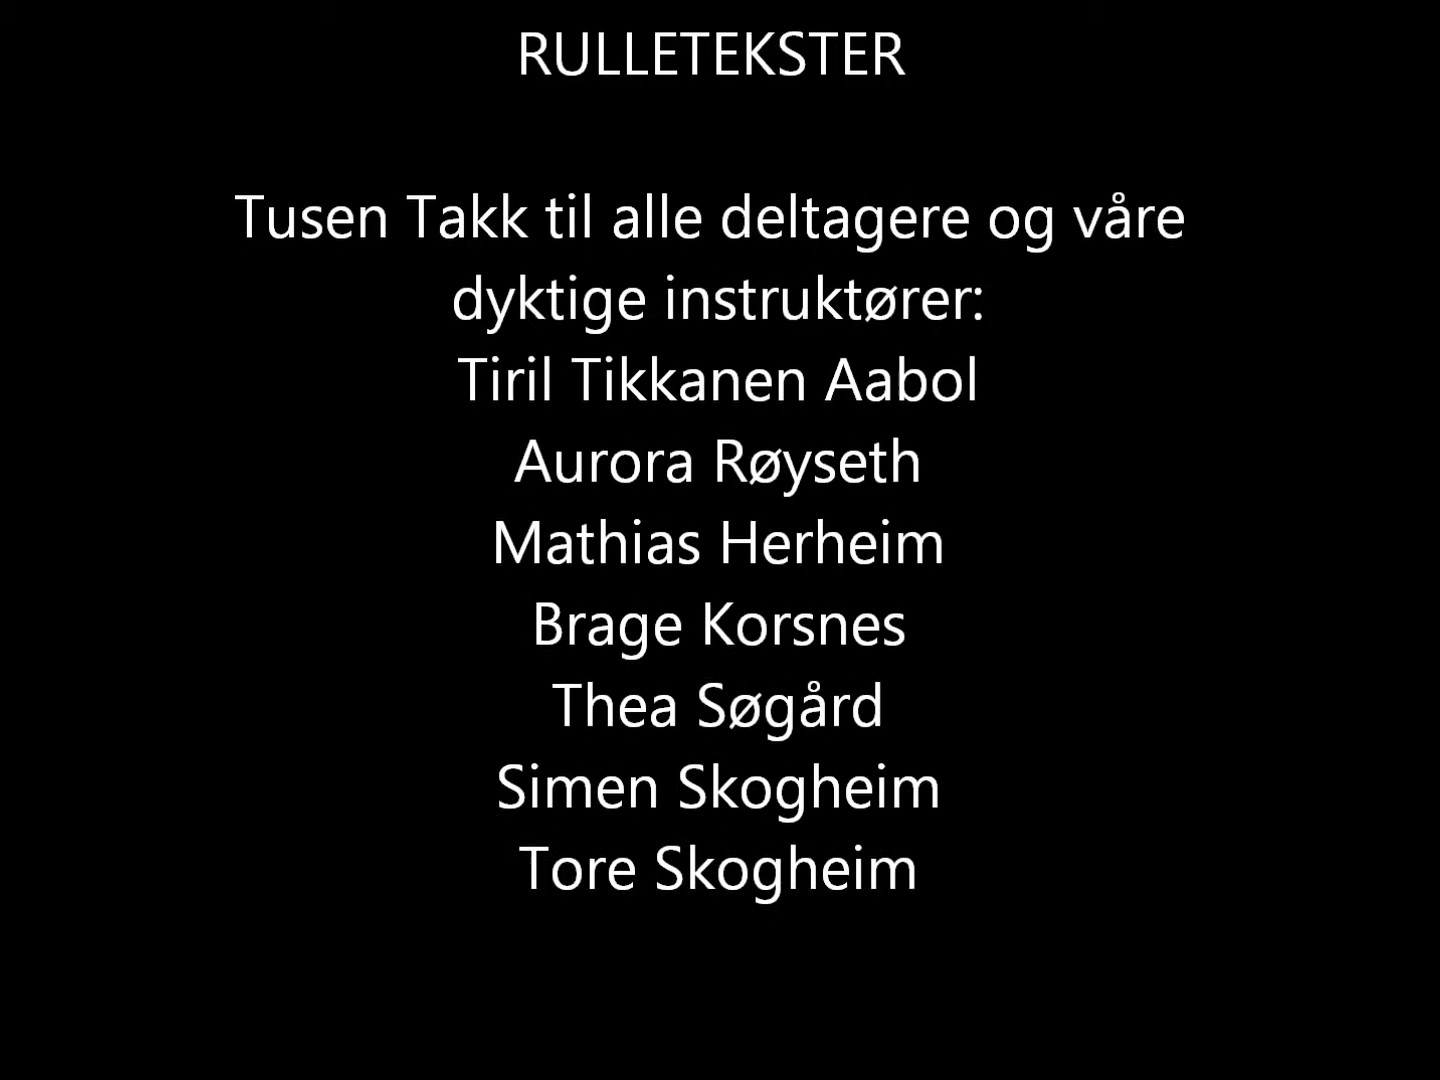 RULLETEKSTER
Tusen Takk til alle deltagere og våre
dyktige instruktører:
Tiril Tikkanen Aabol
Aurora Røyseth
Mathias Herheim
Brage Korsnes
Thea Søgård
Simen Skogheim
Tore Skogheim